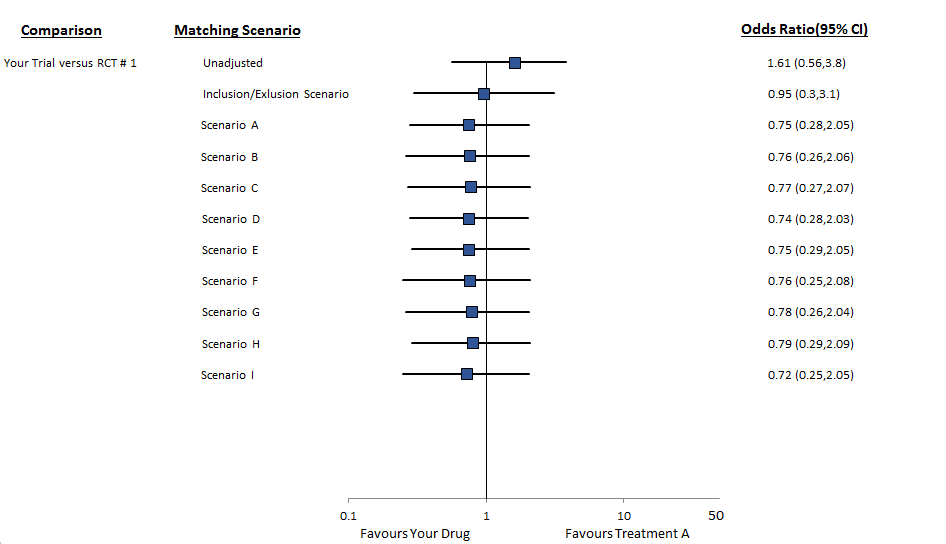 Comparison Matching Scenario Odds Ratio(95% CI)
Your Trial versus RCT # 1 Unadjusted 1.61 (0.56,3.8)
Inclusion/Exlusion Scenario 0.95 (0.3,3.1)
Scenario A 0.75 (0.28,2.05)
Scenario B 0.76 (0.26,2.06)
Scenario C 0.77 (0.27,2.07)
Scenario D 0.74 (0.28,2.03)
Scenario E 0.75 (0.29,2.05)
Scenario F 0.76 (0.25,2.08)
Scenario G 0.78 (0.26,2.04)
Scenario H 0.79 (0.29,2.09)
Scenario I 0.72 (0.25,2.05)
0.1 1 10 50
Favours Your Drug Favours Treatment A